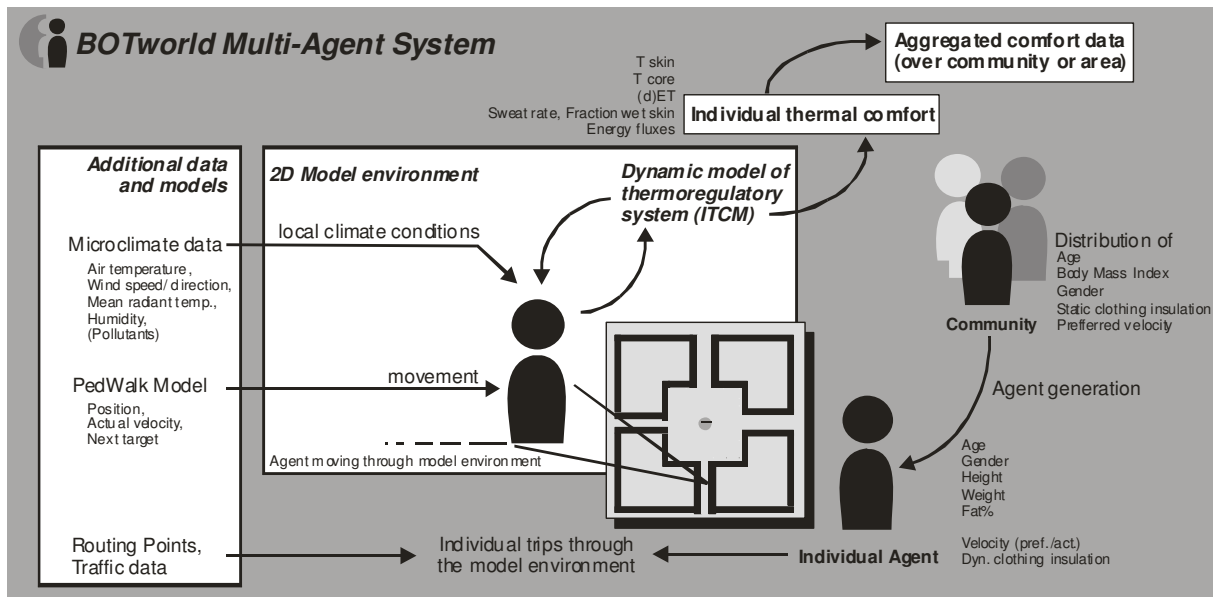 BOTworld Multi-Agent System
Aggregated comfort data
(over community or area)
T skin
T core
(d)ET
Sweat rate, Fraction wet skin
Energy fluxes
Individual thermal comfort
Additional data
and models
2D Model environment
Dynamic model of
thermoregulatory
system (ITCM)
local climate conditions
Microclimate data
Air temperature,
Wind speed/ direction,
Mean radiant temp.,
Humidity,
(Pollutants)
PedWalk Model
Position,
Actual velocity,
Next target
movement
Agent moving through model environment
Distribution of
Age
Body Mass Index
Gender
Static clothing insulation
Preferred velocity
Community
Agent generation
Age
Gender
Height
Weight
Fat%
Velocity (pref./act.)
Dyn. clothing insulation
Individual Agent
Individual trips through
the model environment
Routing Points,
Traffic data